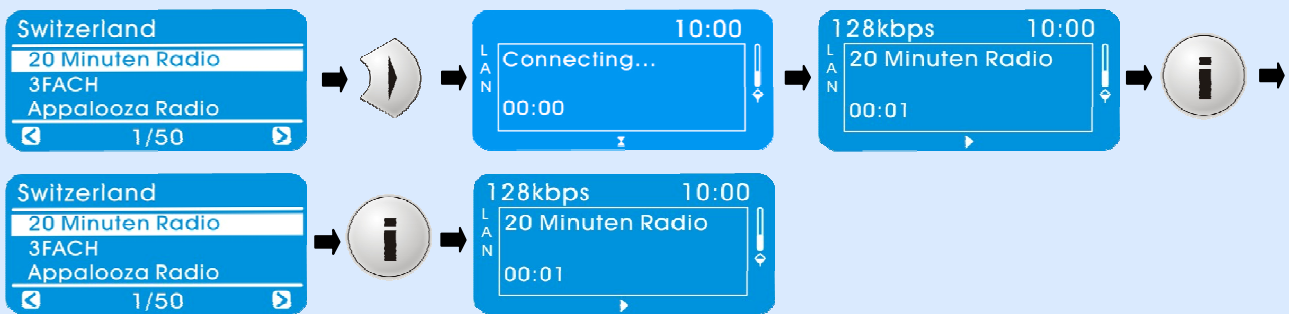 Switzerland
20 Minuten Radio
3FACH
Appalooza Radio
1/50
10:00
LAN
Connecting...
00:00
128kbps 10:00
LAN
20 Minuten Radio
00:01
i
Switzerland
20 Minuten Radio
3FACH
Appalooza Radio
1/50
i
128kbps 10:00
LAN
20 Minuten Radio
00:01